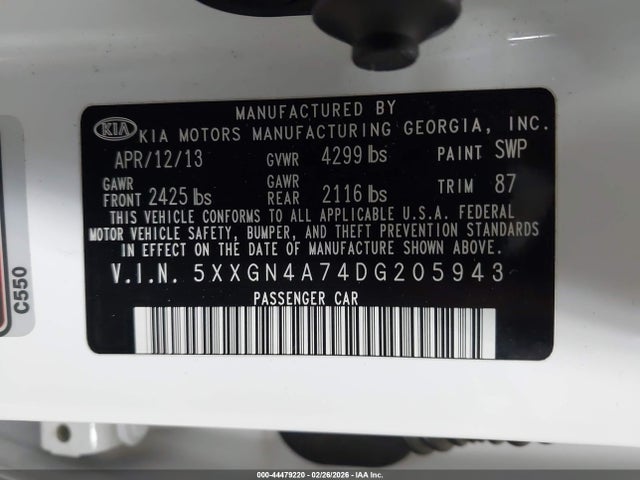 MANUFACTURED BY
KIA KIA MOTORS MANUFACTURING GEORGIA, INC.
APR/12/13 GVWR 4299 lbs PAINT SWP
GAWR FRONT 2425 lbs GAWR REAR 2116 lbs TRIM 87
THIS VEHICLE CONFORMS TO ALL APPLICABLE U.S.A. FEDERAL
MOTOR VEHICLE SAFETY, BUMPER, AND THEFT PREVENTION STANDARDS
IN EFFECT ON THE DATE OF MANUFACTURE SHOWN ABOVE.
V.I.N. 5XXGN4A74DG205943
PASSENGER CAR
C550
000-44479220 | 02/26/2026 | IAA Inc.